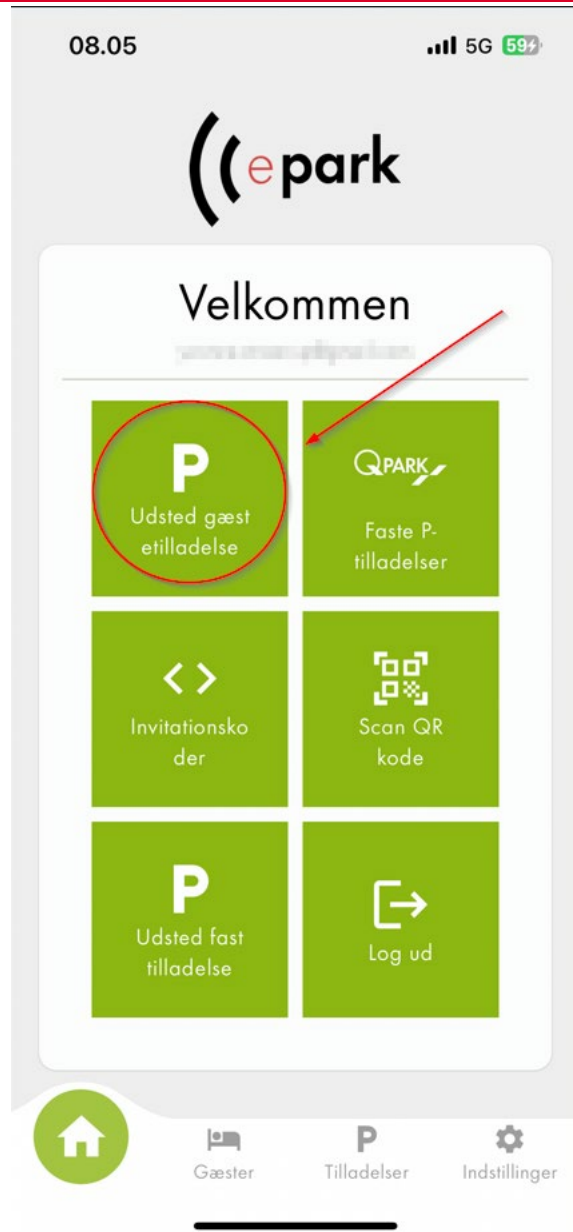 08.05
5G 59
epark
Velkommen
P
Udsted gæst
etilladelse
QPARK
Faste P-
tilladelser
< >
Invitationsko
der
Scan QR
kode
P
Udsted fast
tilladelse
Log ud
Gæster
P
Tilladelser
Indstillinger